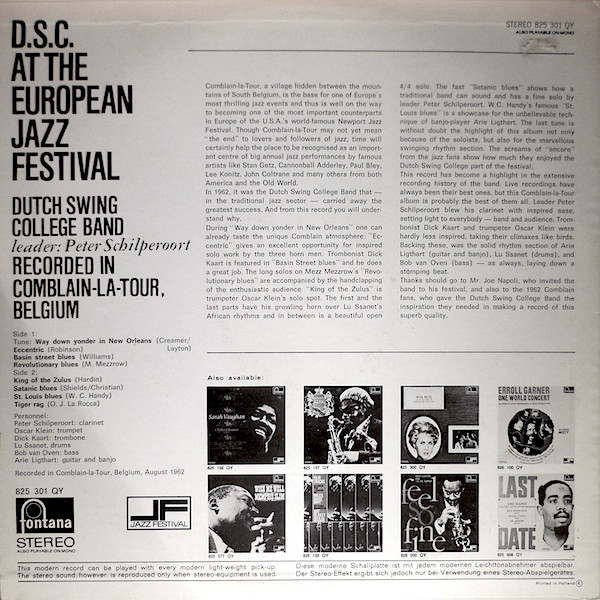 STEREO 825 301 QY
ALSO PLAYABLE ON MONO
D.S.C.
AT THE
EUROPEAN
JAZZ
FESTIVAL
DUTCH SWING
COLLEGE BAND
leader: Peter Schilperoort
RECORDED IN
COMBLAIN-LA-TOUR,
BELGIUM
Side 1:
Tune: Way down yonder in New Orleans (Creamer/
Eccentric (Robinson) Layton)
Basin street blues (Williams)
Revolutionary blues (M. Mezzrow)
Side 2:
King of the Zulus (Hardin)
Satanic blues (Shields/Christian)
St. Louis blues (W. C. Handy)
Tiger rag (O. J. La Rocca)
Personnel:
Peter Schilperoort: clarinet
Oscar Klein: trumpet
Dick Kaart: trombone
Lu Ssanet, drums
Bob van Oven: bass
Arie Ligthart: guitar and banjo
Recorded in Comblain-la-Tour, Belgium, August 1962
825 301 QY
fontana
STEREO
ALSO PLAYABLE ON MONO
JF
JAZZ FESTIVAL
Comblain-la-Tour, a village hidden between the moun-
tains of South Belgium, is the base for one of Europe's
most thrilling jazz events and thus is well on the way
to becoming one of the most important counterparts
in Europe of the U.S.A.'s world-famous Newport Jazz
Festival. Though Comblain-la-Tour may not yet mean
"the end" to lovers and followers of jazz, time will
certainly help the place to be recognised as an import-
ant centre of big annual jazz performances by famous
artists like Stan Getz, Cannonball Adderley, Paul Bley,
Lee Konitz, John Coltrane and many others from both
America and the Old World.
In 1962, it was the Dutch Swing College Band that —
in the traditional jazz sector — carried away the
greatest success. And from this record you will under-
stand why.
During "Way down yonder in New Orleans" one can
already taste the unique Comblain atmosphere. "Ec-
centric" gives an excellent opportunity for inspired
solo work by the three horn men. Trombonist Dick
Kaart is featured in "Basin Street blues" and he does
a great job. The long solos on Mezz Mezzrow's "Revo-
lutionary blues" are accompanied by the handclapping
of the enthusiastic audience. "King of the Zulus" is
trumpeter Oscar Klein's solo spot. The first and the
last parts have his growling horn over Lu Ssanet's
African rhythms and in between is a beautiful open
4/4 solo. The fast "Satanic blues" shows how a
traditional band can sound and has a fine solo by
leader Peter Schilperoort. W.C. Handy's famous "St.
Louis blues" is a showcase for the unbelievable tech-
nique of banjo-player Arie Ligthart. The last tune is
without doubt the highlight of this album not only
because of the soloists, but also for the marvellous
swinging rhythm section. The screams of "encore"
from the jazz fans show how much they enjoyed the
Dutch Swing College part of the festival.
This record has become a highlight in the extensive
recording history of the band. Live recordings have
always been their best ones, but this Comblain-la-Tour
album is probably the best of them all. Leader Peter
Schilperoort blew his clarinet with inspired ease,
setting light to everybody — band and audience. Trom-
bonist Dick Kaart and trumpeter Oscar Klein were
hardly less inspired, taking their climaxes like birds.
Backing these, was the solid rhythm section of Arie
Ligthart (guitar and banjo), Lu Ssanet (drums), and
Bob van Oven (bass) — as always, laying down a
stomping beat.
Thanks should go to Mr. Joe Napoli, who invited the
band to his festival, and also to the 1962 Comblain
fans, who gave the Dutch Swing College Band the
inspiration they needed in making a record of this
superb quality.
Also available:
Sarah Vaughan
ERROLL GARNER
ONE WORLD CONCERT
feel
so
fine
LAST
DATE
This modern record can be played with every modern light-weight pick-up.
The stereo sound; however, is reproduced only when stereo-equipment is used.
Diese moderne Schallplatte ist mit jedem modernen Leichttonabnehmer abspielbar.
Der Stereo-Effekt ergibt sich jedoch nur bei Verwendung eines Stereo-Abspielgerätes.
Printed in Holland